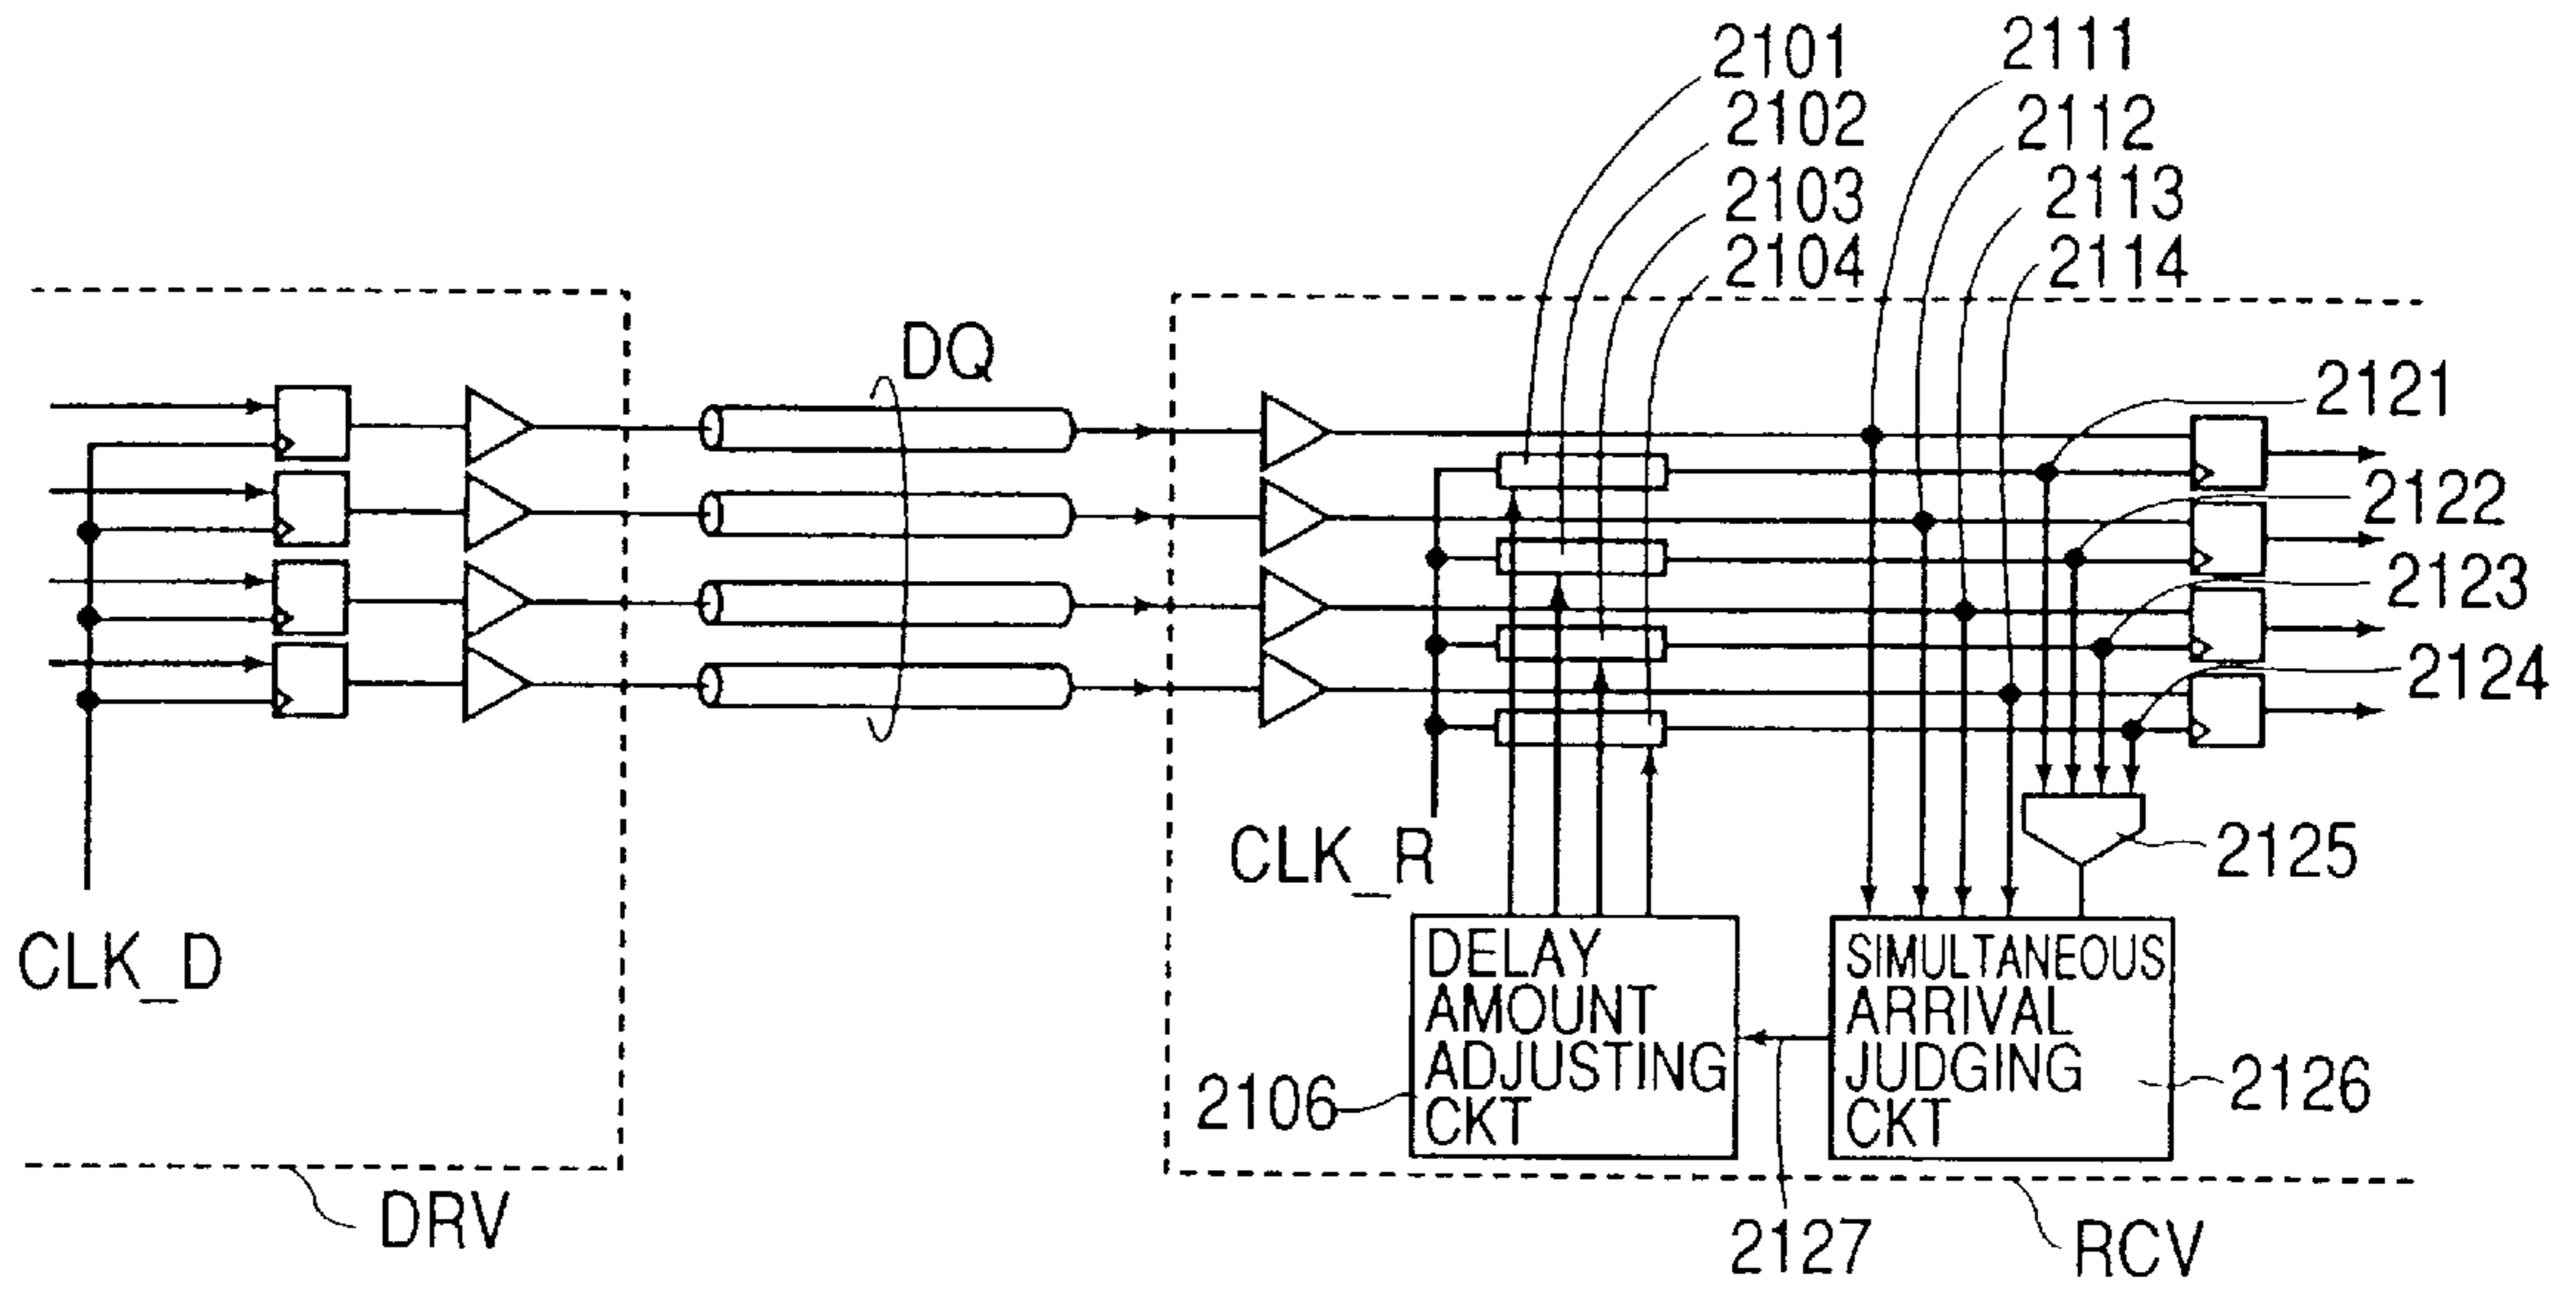 2101
2111
2102
2112
2103
2113
2104
2114
DQ
2121
2122
2123
2124
CLK_R
2125
CLK_D
DELAY
AMOUNT
ADJUSTING
CKT
SIMULTANEOUS
ARRIVAL
JUDGING
CKT
2106
2126
DRV
2127
RCV